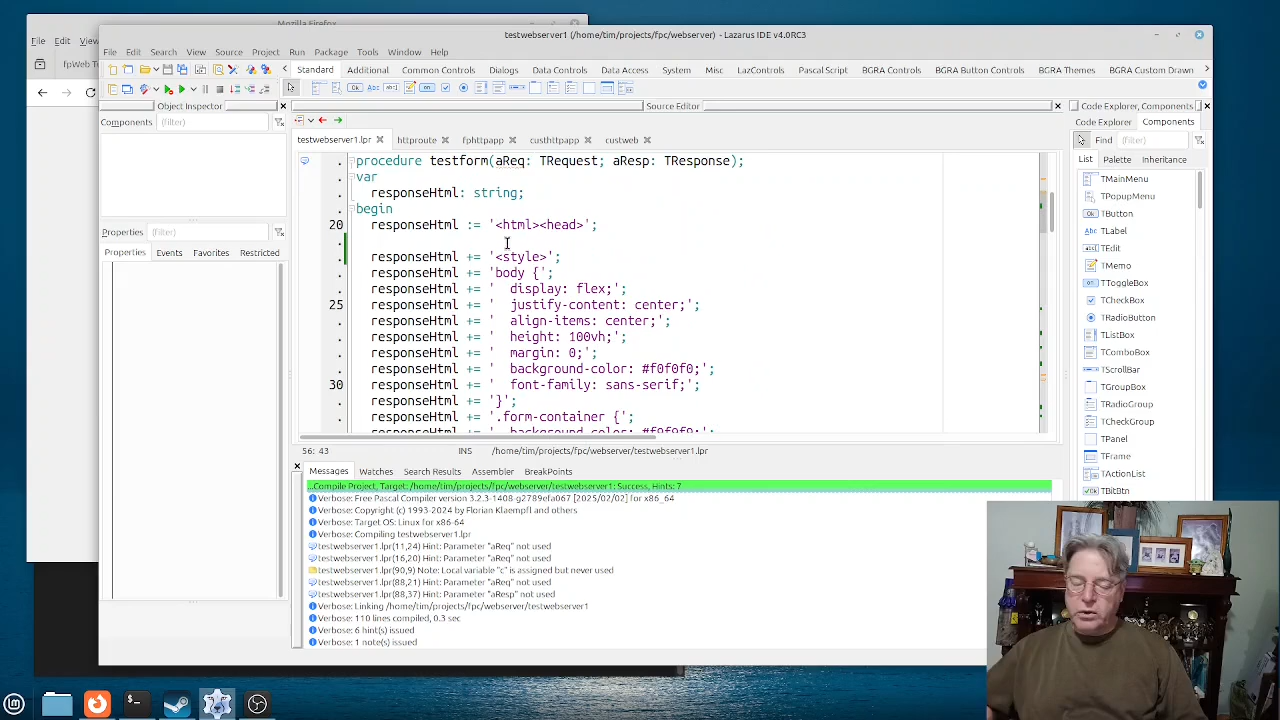 Mozilla Firefox
File Edit View
fpWeb Te
testwebserver1 (/home/tim/projects/fpc/webserver) - Lazarus IDE v4.0RC3
File Edit Search View Source Project Run Package Tools Window Help
Standard Additional Common Controls Dialogs Data Controls Data Access System Misc LazControls Pascal Script BGRA Controls BGRA Button Controls BGRA Themes BGRA Custom Drawn
Object Inspector
Components (filter)
Properties (filter)
Properties Events Favorites Restricted
Source Editor
testwebserver1.lpr httproute fphttpapp custhttpapp custweb
procedure testform(aReq: TRequest; aResp: TResponse);
var
responseHtml: string;
begin
20 responseHtml := '<html><head>';
responseHtml += '<style>';
responseHtml += 'body {';
responseHtml += '  display: flex;';
25 responseHtml += '  justify-content: center;';
responseHtml += '  align-items: center;';
responseHtml += '  height: 100vh;';
responseHtml += '  margin: 0;';
responseHtml += '  background-color: #f0f0f0;';
30 responseHtml += '  font-family: sans-serif;';
responseHtml += '}';
responseHtml += '.form-container {';
responseHtml += '  background-color: #f9f9f9;';
56: 43 INS /home/tim/projects/fpc/webserver/testwebserver1.lpr
Messages Watches Search Results Assembler BreakPoints
...Compile Project, Target: /home/tim/projects/fpc/webserver/testwebserver1: Success, Hints: 7
Verbose: Free Pascal Compiler version 3.2.3-1408-g2789efa067 [2025/02/02] for x86_64
Verbose: Copyright (c) 1993-2024 by Florian Klaempfl and others
Verbose: Target OS: Linux for x86-64
Verbose: Compiling testwebserver1.lpr
testwebserver1.lpr(11,24) Hint: Parameter "aReq" not used
testwebserver1.lpr(16,20) Hint: Parameter "aReq" not used
testwebserver1.lpr(90,9) Note: Local variable "c" is assigned but never used
testwebserver1.lpr(88,21) Hint: Parameter "aReq" not used
testwebserver1.lpr(88,37) Hint: Parameter "aResp" not used
Verbose: Linking /home/tim/projects/fpc/webserver/testwebserver1
Verbose: 110 lines compiled, 0.3 sec
Verbose: 6 hint(s) issued
Verbose: 1 note(s) issued
Code Explorer, Components
Code Explorer Components
Find (filter)
List Palette Inheritance
TMainMenu
TPopupMenu
TButton
TLabel
TEdit
TMemo
TToggleBox
TCheckBox
TRadioButton
TListBox
TComboBox
TScrollBar
TGroupBox
TRadioGroup
TCheckGroup
TPanel
TFrame
TActionList
TBitBtn